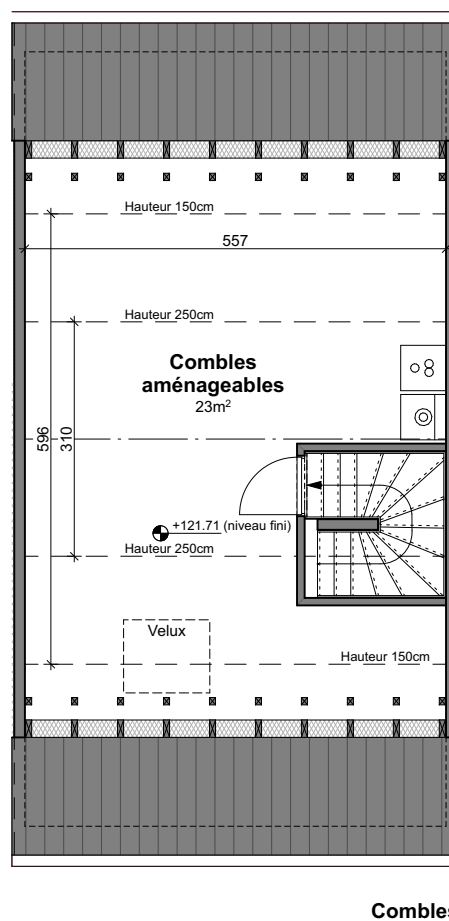 Hauteur 150cm
557
Hauteur 250cm
Combles
aménageables
23m²
596
310
+121.71 (niveau fini)
Hauteur 250cm
Velux
Hauteur 150cm
Combles